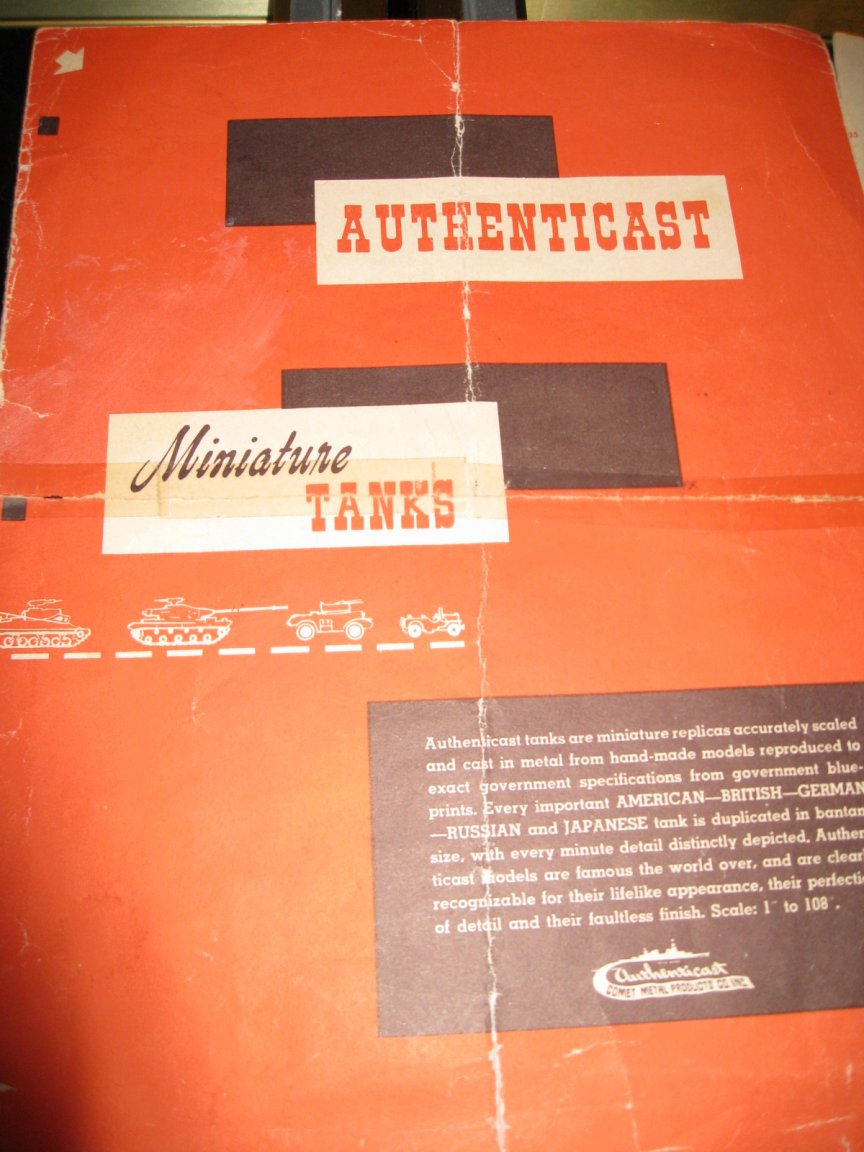 AUTHENTICAST
Miniature
TANKS
Authenticast tanks are miniature replicas accurately scaled
and cast in metal from hand-made models reproduced to
exact government specifications from government blue-
prints. Every important AMERICAN—BRITISH—GERMAN
—RUSSIAN and JAPANESE tank is duplicated in bantam
size, with every minute detail distinctly depicted. Authen
ticast models are famous the world over, and are clearl
recognizable for their lifelike appearance, their perfectio
of detail and their faultless finish. Scale: 1" to 108".
Authenticast
COMET METAL PRODUCTS CO. INC.